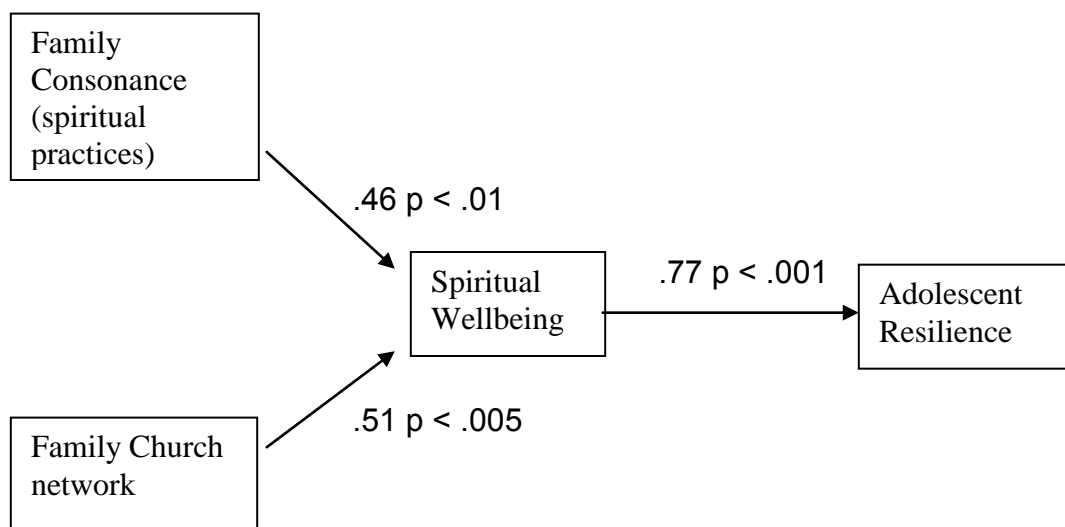 Family
Consonance
(spiritual
practices)
.46 p < .01
Spiritual
Wellbeing
.77 p < .001
Adolescent
Resilience
.51 p < .005
Family Church
network